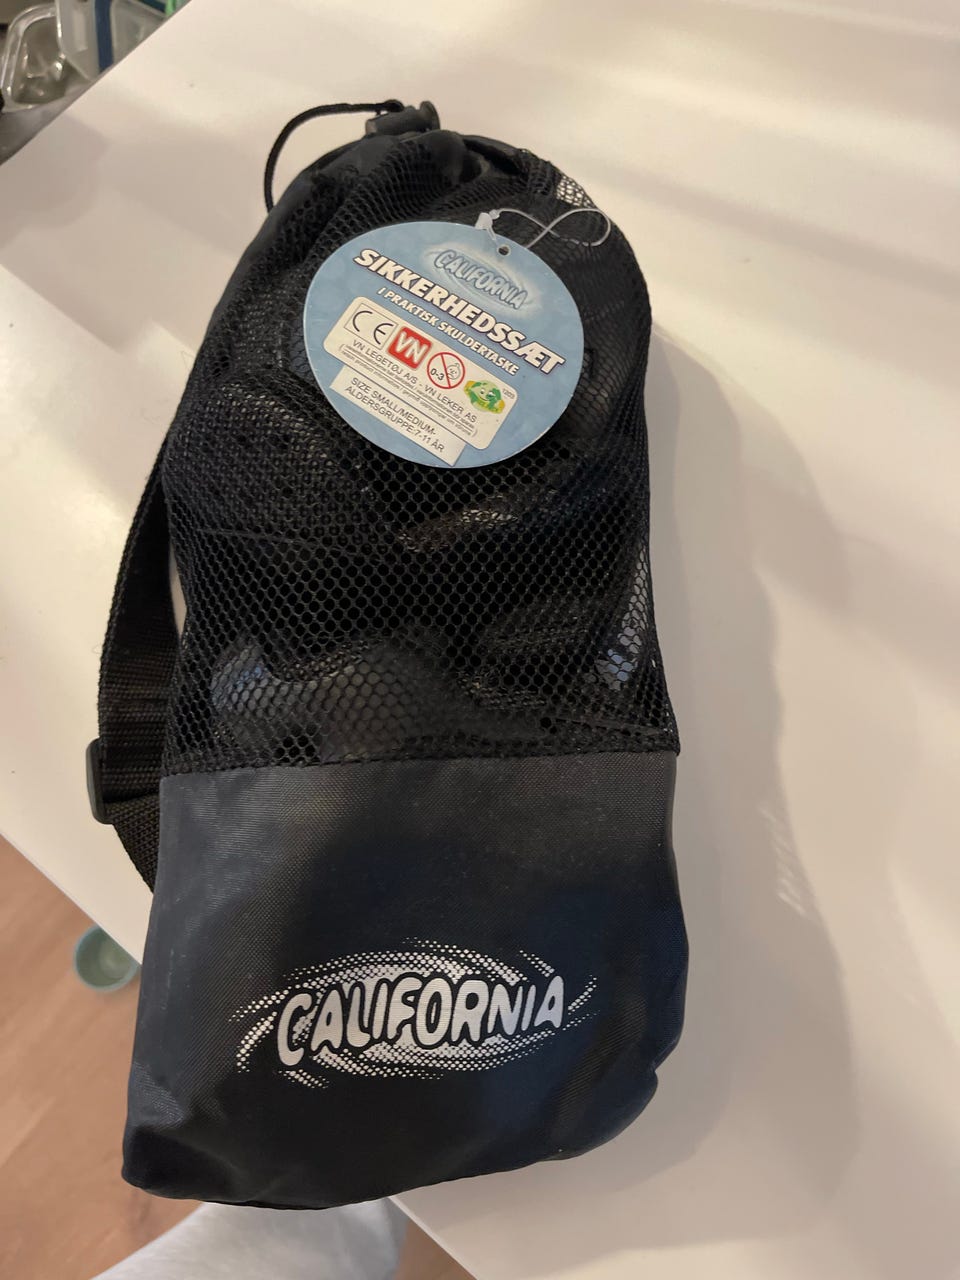 CALIFORNIA
SIKKERHEDSSÆT
I PRAKTISK SKULDERTASKE
CE VN 0-3
1203
VN LEGETØJ A/S - VN LEKER AS
SIZE SMALL/MEDIUM-
ALDERSGRUPPE:7-11 ÅR
CALIFORNIA